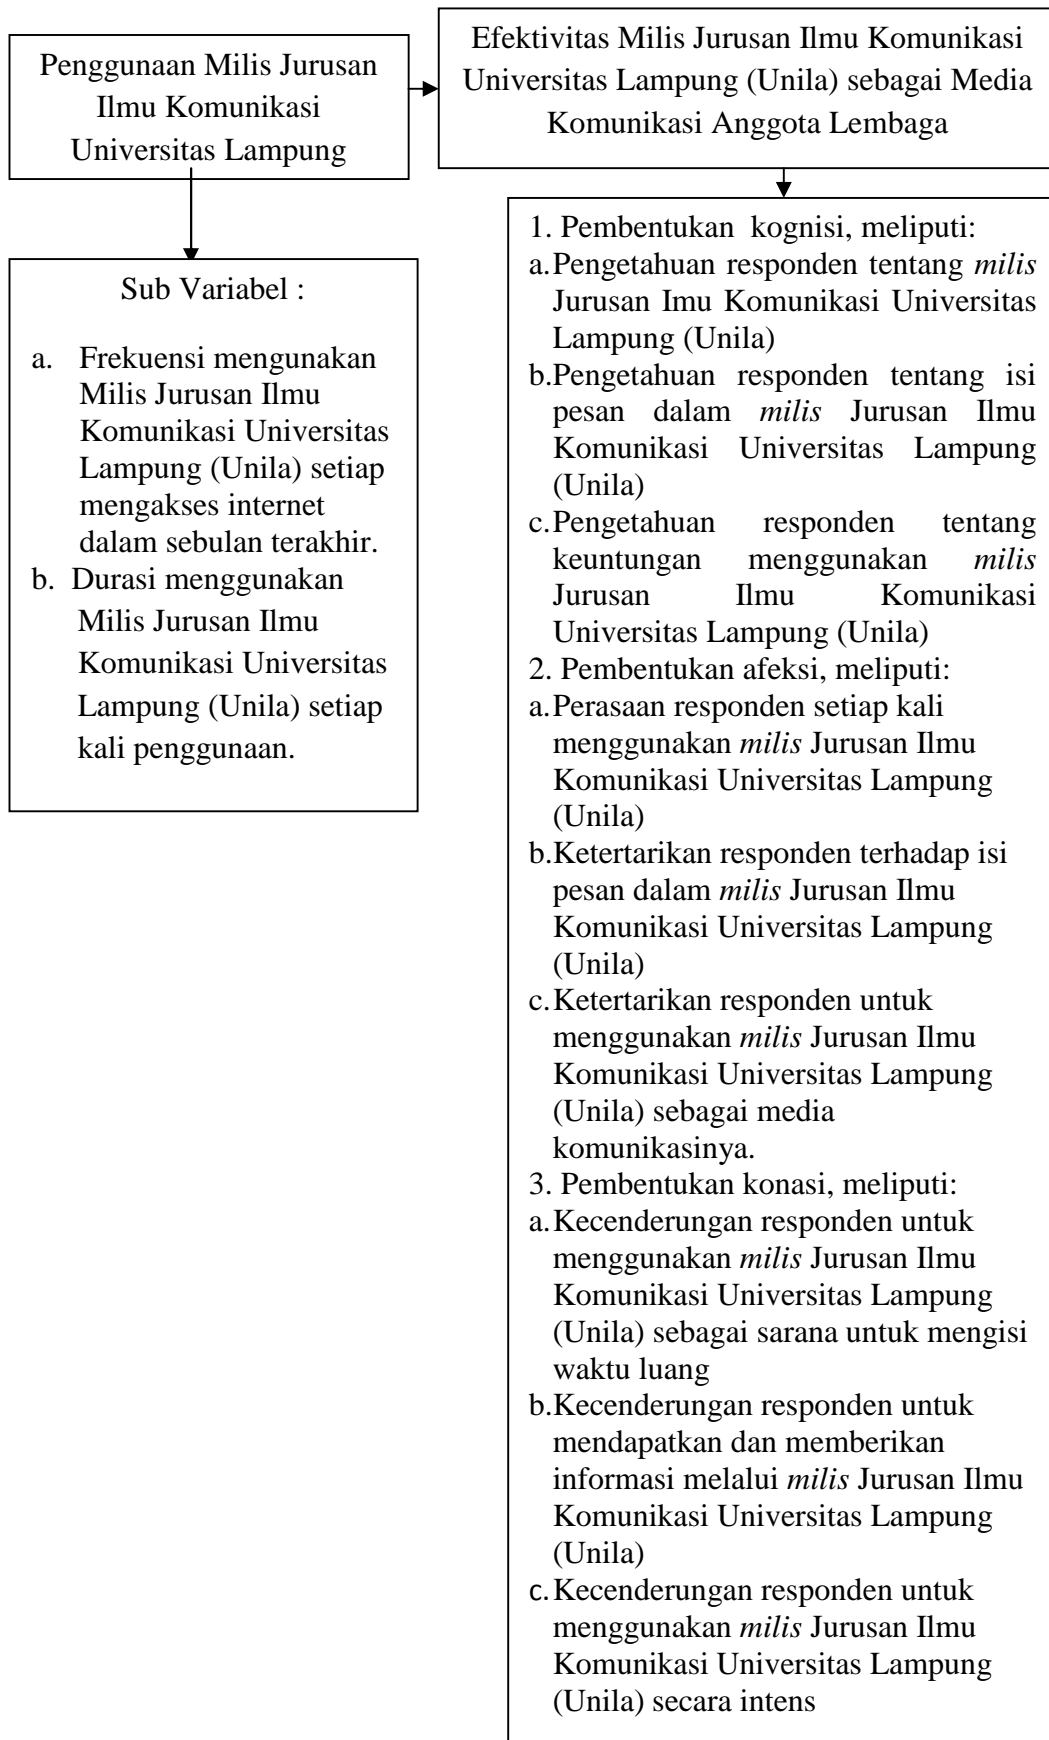 Penggunaan Milis Jurusan
Ilmu Komunikasi
Universitas Lampung
Efektivitas Milis Jurusan Ilmu Komunikasi
Universitas Lampung (Unila) sebagai Media
Komunikasi Anggota Lembaga
Sub Variabel :
a. Frekuensi mengunakan
Milis Jurusan Ilmu
Komunikasi Universitas
Lampung (Unila) setiap
mengakses internet
dalam sebulan terakhir.
b. Durasi menggunakan
Milis Jurusan Ilmu
Komunikasi Universitas
Lampung (Unila) setiap
kali penggunaan.
1. Pembentukan kognisi, meliputi:
a.Pengetahuan responden tentang milis
Jurusan Imu Komunikasi Universitas
Lampung (Unila)
b.Pengetahuan responden tentang isi
pesan dalam milis Jurusan Ilmu
Komunikasi Universitas Lampung
(Unila)
c.Pengetahuan responden tentang
keuntungan menggunakan milis
Jurusan Ilmu Komunikasi
Universitas Lampung (Unila)
2. Pembentukan afeksi, meliputi:
a.Perasaan responden setiap kali
menggunakan milis Jurusan Ilmu
Komunikasi Universitas Lampung
(Unila)
b.Ketertarikan responden terhadap isi
pesan dalam milis Jurusan Ilmu
Komunikasi Universitas Lampung
(Unila)
c.Ketertarikan responden untuk
menggunakan milis Jurusan Ilmu
Komunikasi Universitas Lampung
(Unila) sebagai media
komunikasinya.
3. Pembentukan konasi, meliputi:
a.Kecenderungan responden untuk
menggunakan milis Jurusan Ilmu
Komunikasi Universitas Lampung
(Unila) sebagai sarana untuk mengisi
waktu luang
b.Kecenderungan responden untuk
mendapatkan dan memberikan
informasi melalui milis Jurusan Ilmu
Komunikasi Universitas Lampung
(Unila)
c.Kecenderungan responden untuk
menggunakan milis Jurusan Ilmu
Komunikasi Universitas Lampung
(Unila) secara intens